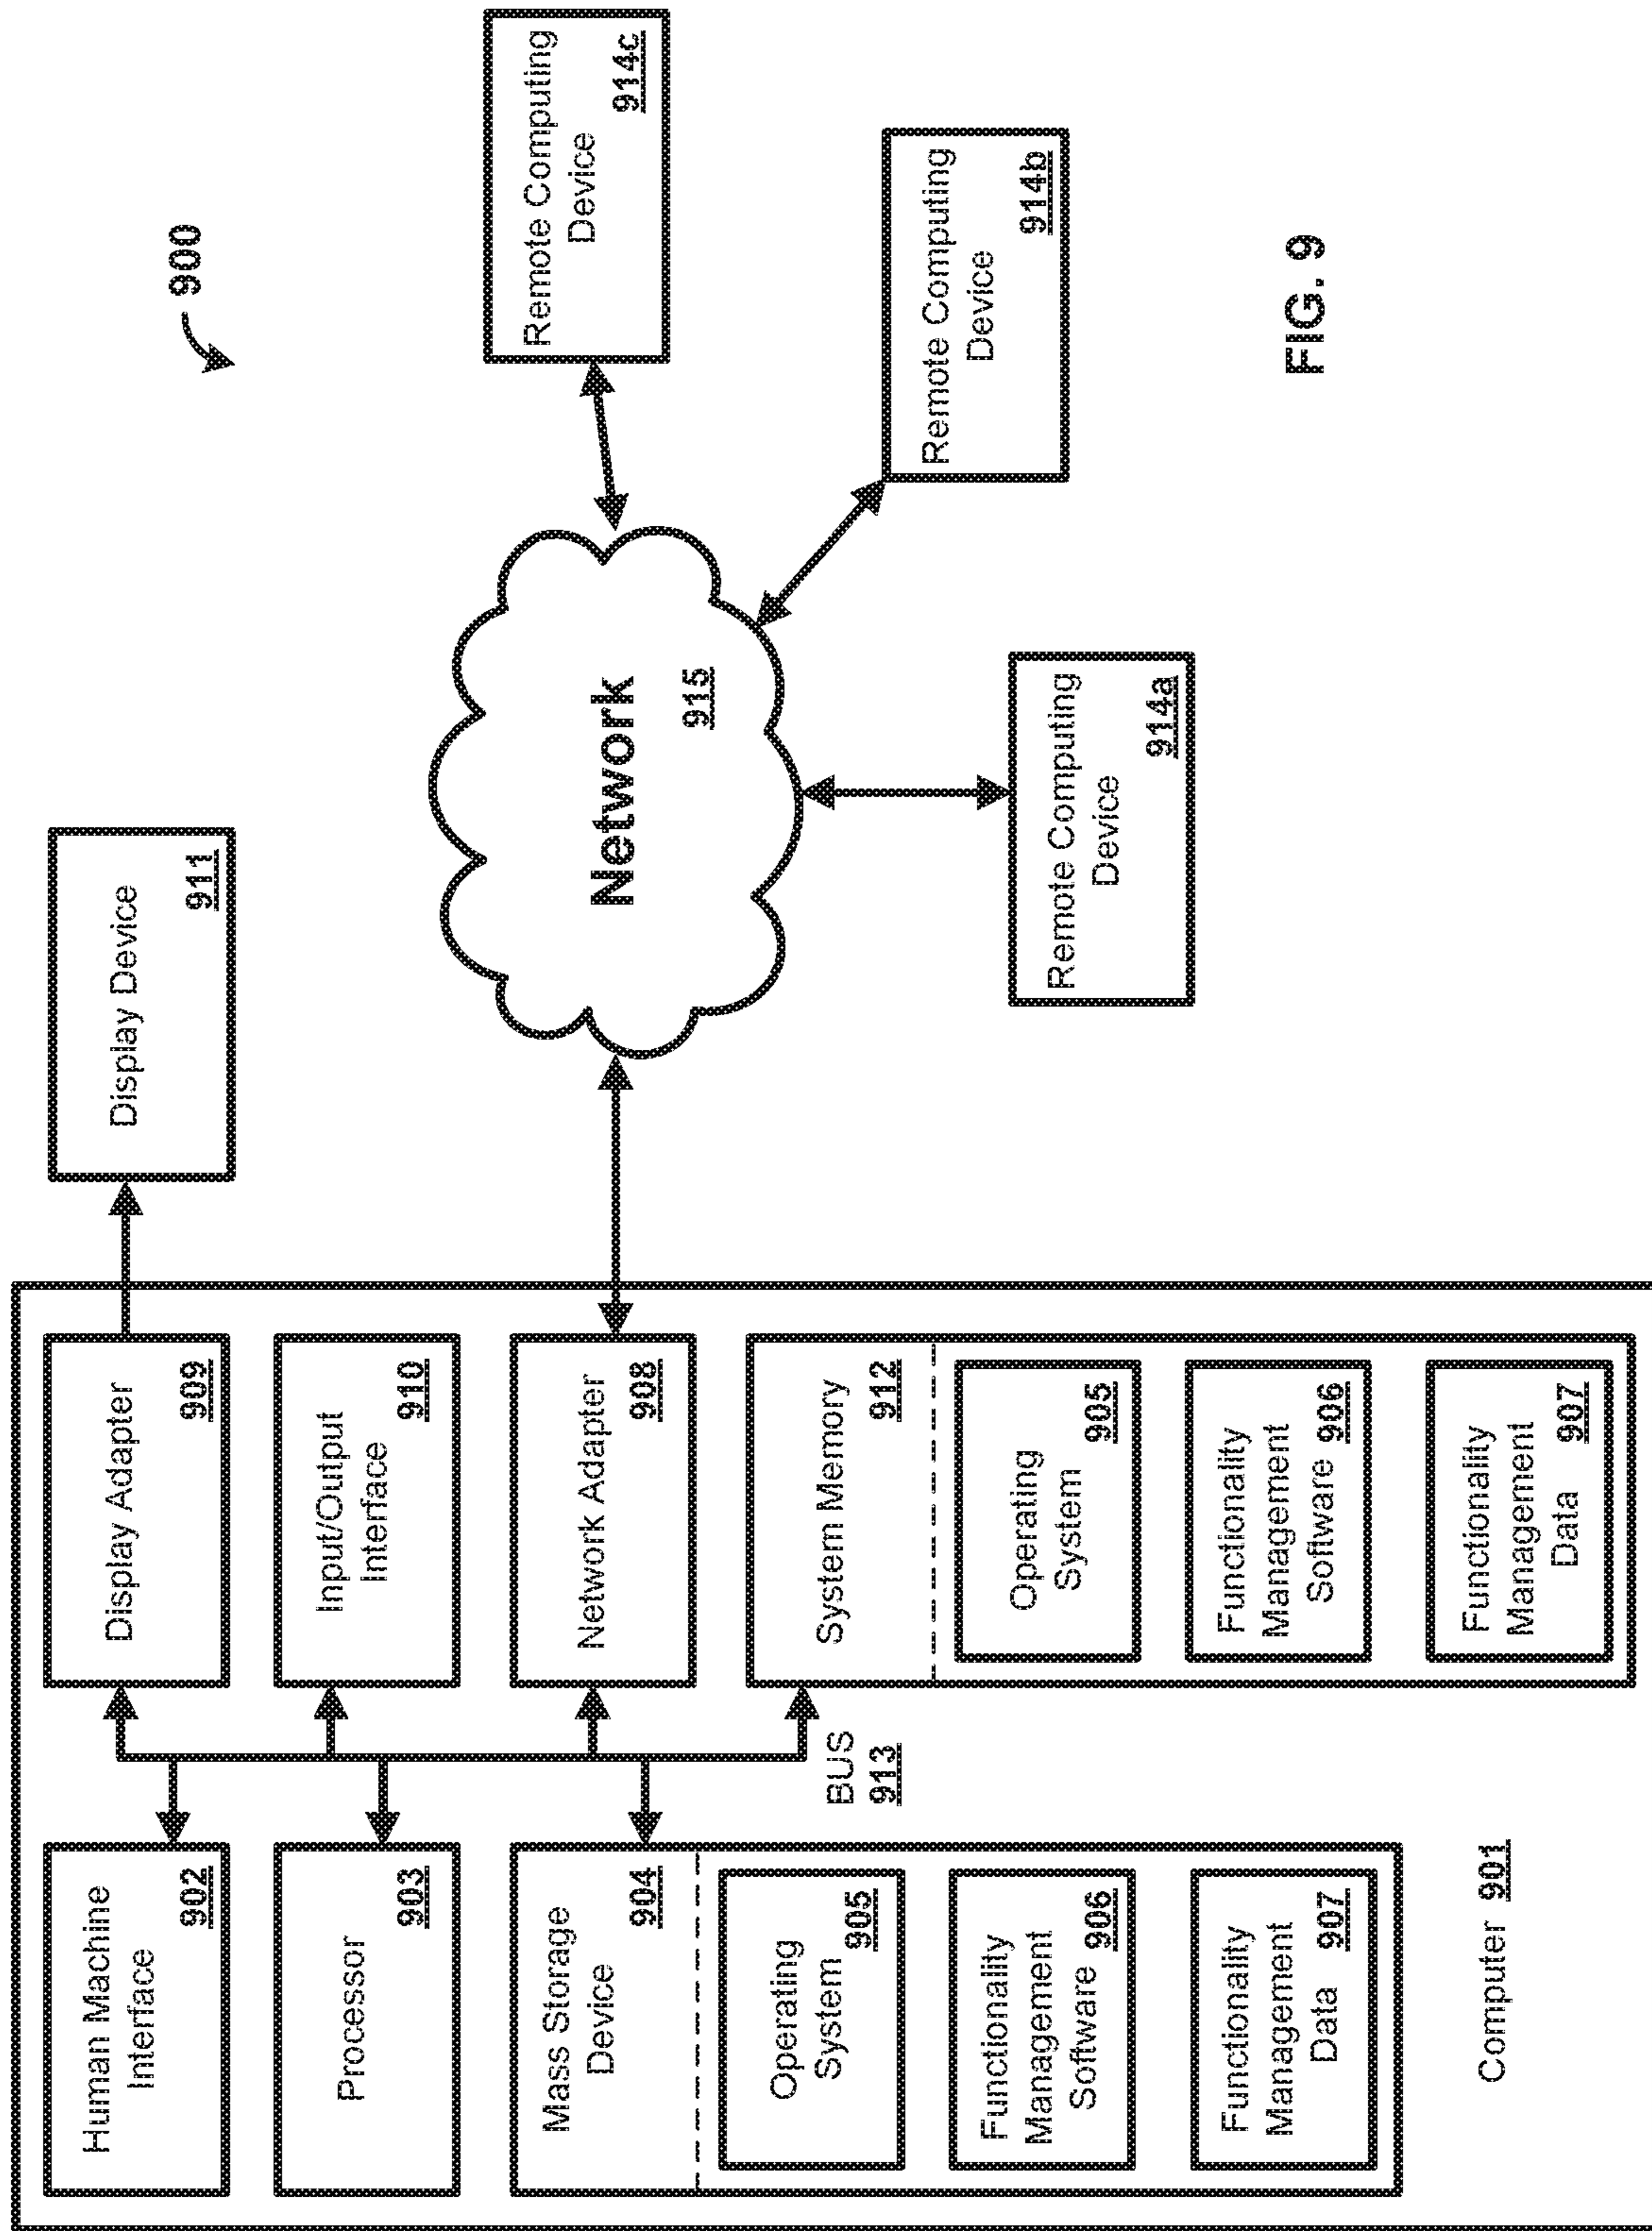 900
Human Machine
Interface
902
Processor
903
Mass Storage
Device
904
Operating
System
905
Functionality
Management
Software 906
Functionality
Management
Data 907
Computer 901
BUS
913
Display Adapter
909
Input/Output
Interface
910
Network Adapter
908
System Memory
912
Operating
System
905
Functionality
Management
Software 906
Functionality
Management
Data 907
Display Device
911
Network
915
Remote Computing
Device
914a
Remote Computing
Device
914b
Remote Computing
Device
914c
FIG. 9